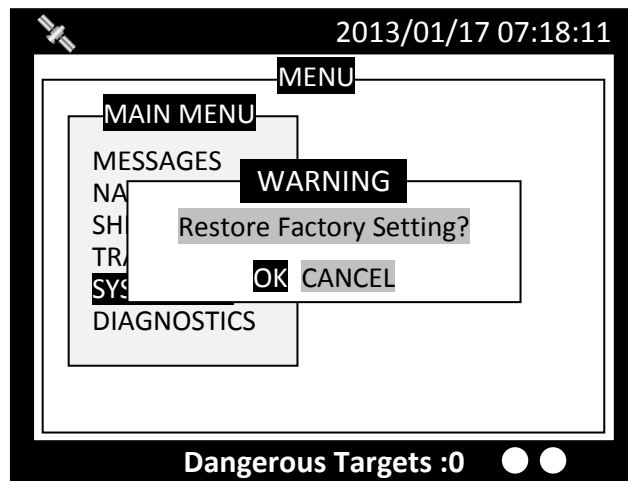 2013/01/17 07:18:11
MENU
MAIN MENU
MESSAGES
NA
WARNING
SHI
Restore Factory Setting?
TRA
SYS
OK CANCEL
DIAGNOSTICS
Dangerous Targets :0